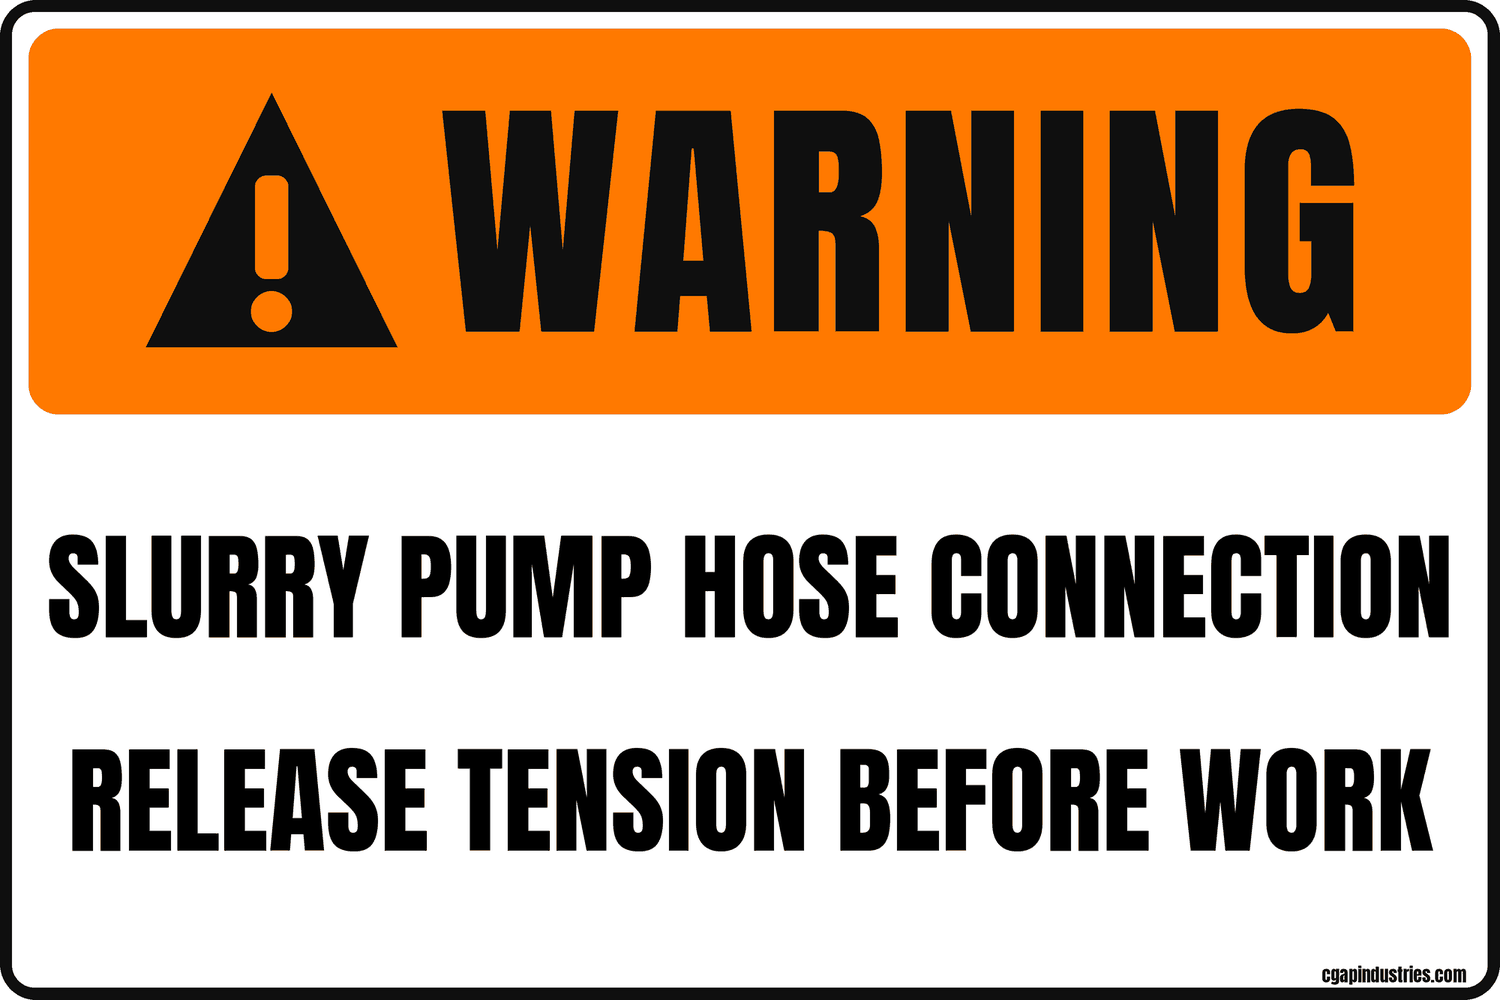 WARNING
SLURRY PUMP HOSE CONNECTION
RELEASE TENSION BEFORE WORK
cgapindustries.com